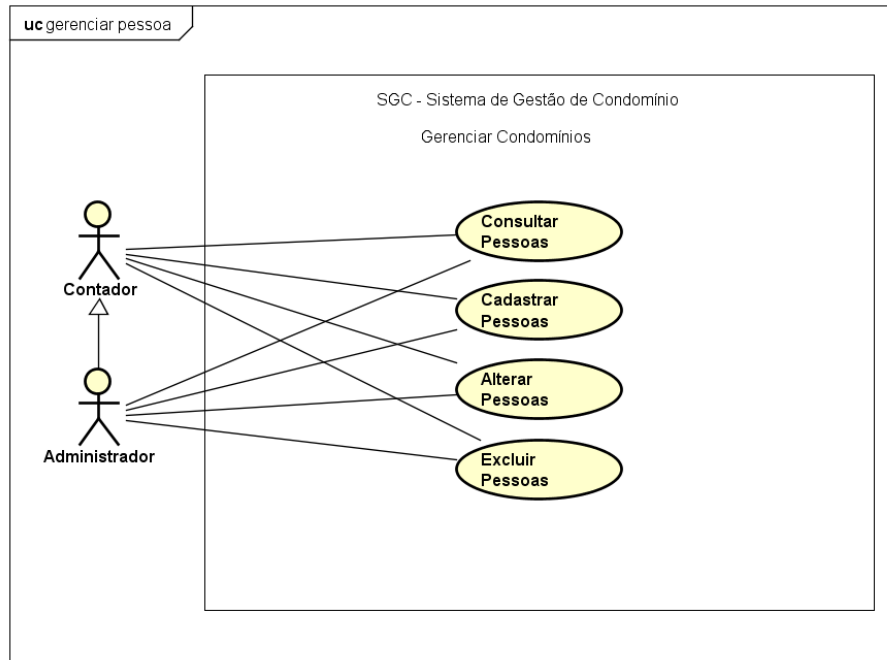 uc gerenciar pessoa
SGC - Sistema de Gestão de Condomínio
Gerenciar Condomínios
Consultar
Pessoas
Contador
Cadastrar
Pessoas
Alterar
Pessoas
Administrador
Excluir
Pessoas